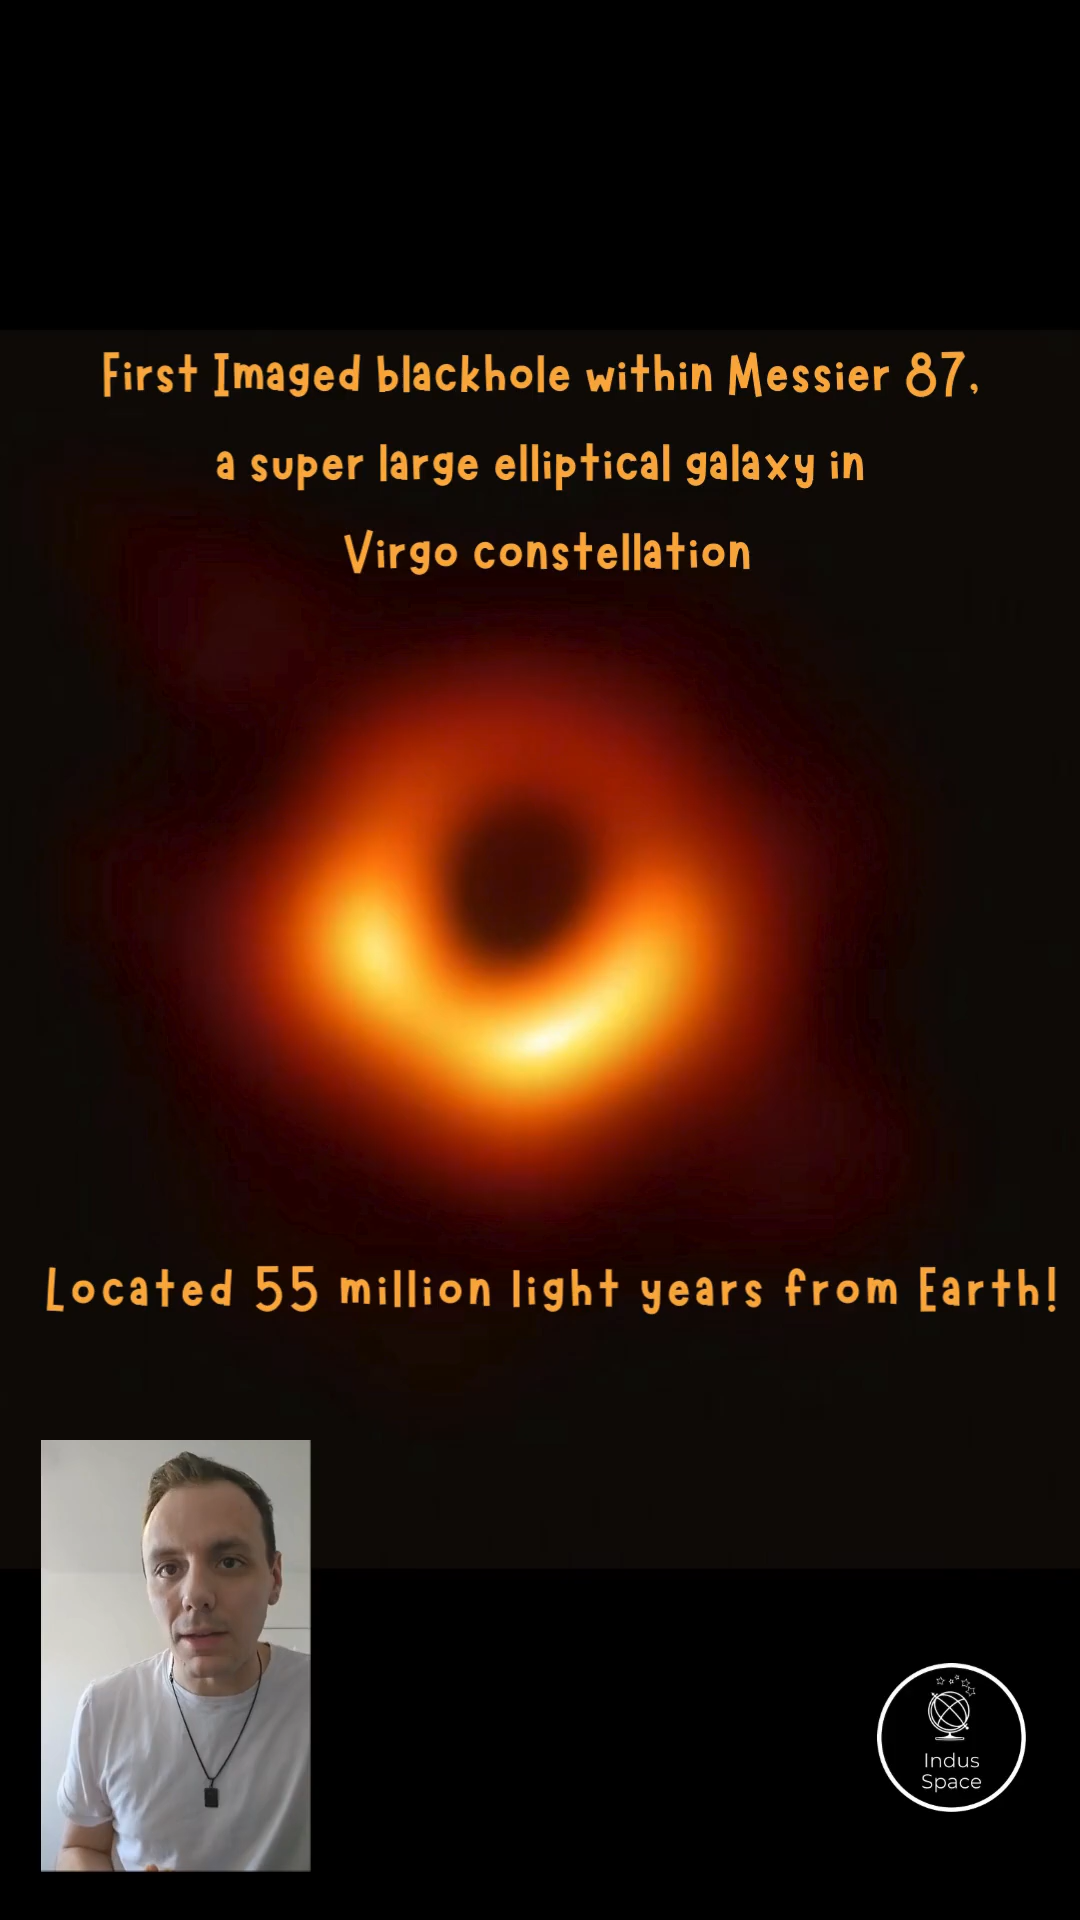 First Imaged blackhole within Messier 87,
a super large elliptical galaxy in
Virgo constellation
Located 55 million light years from Earth!
Indus
Space